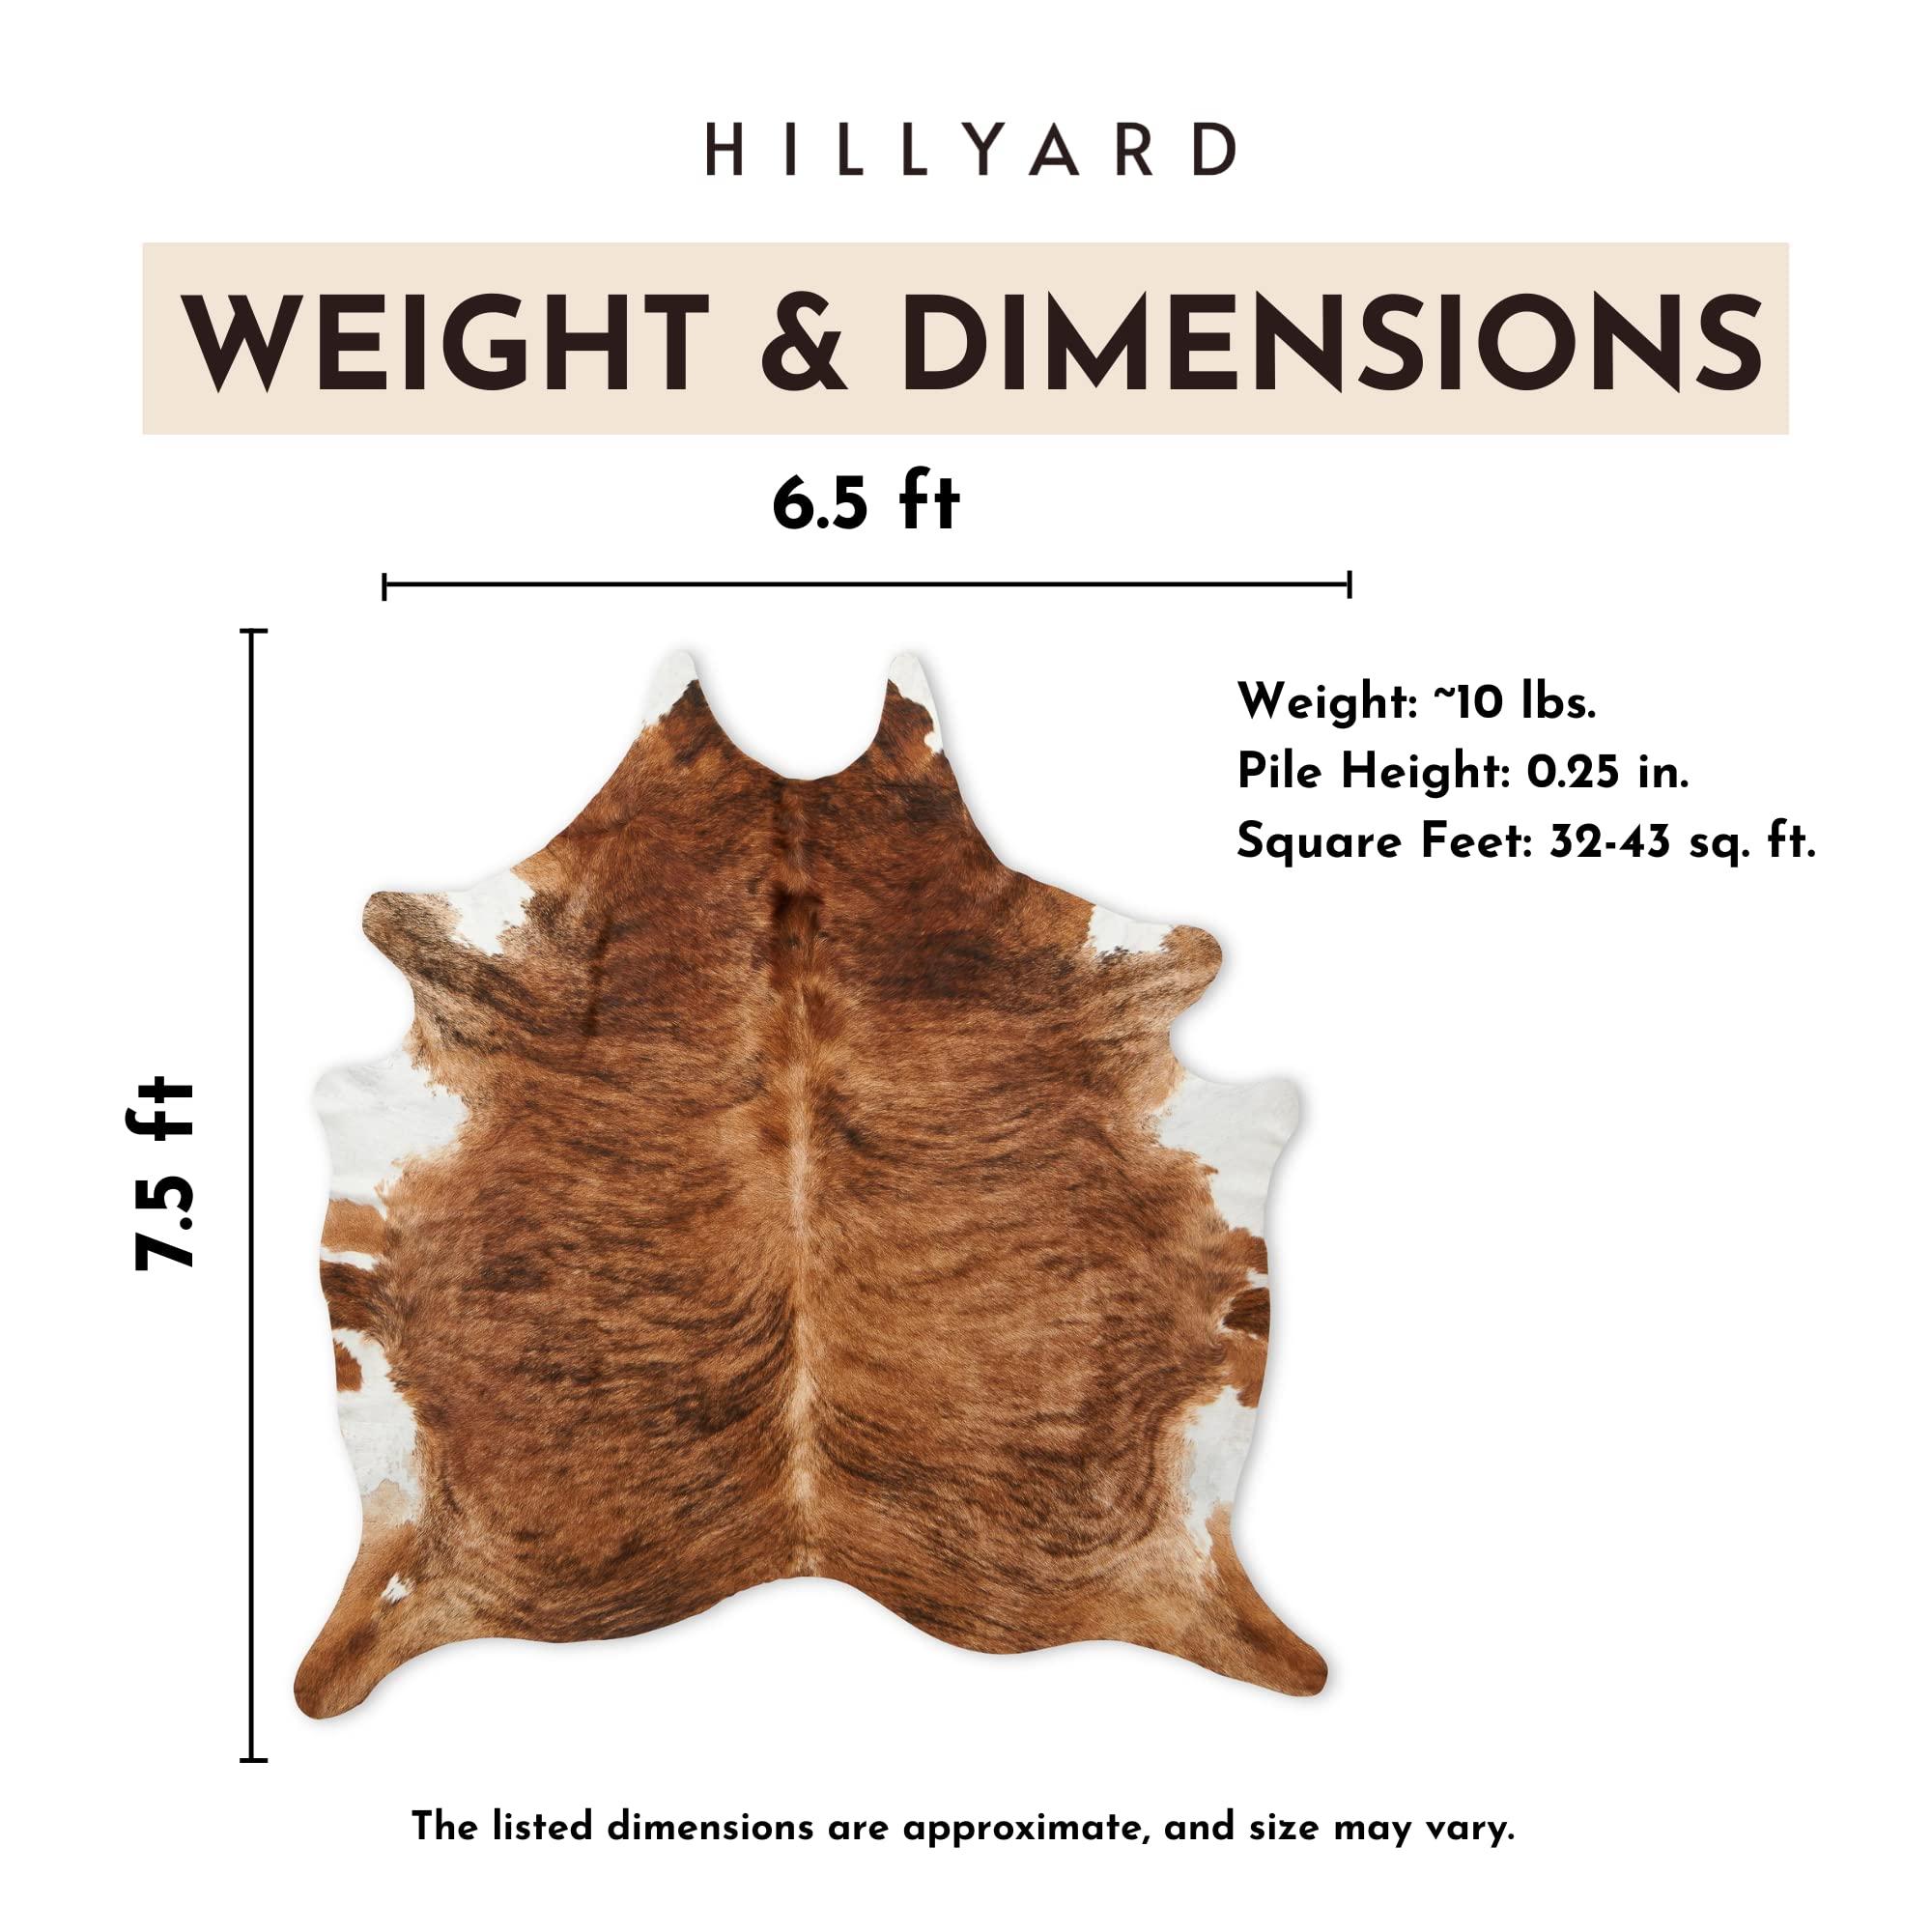 HILLYARD
WEIGHT & DIMENSIONS
6.5 ft
Weight: ~10 lbs.
Pile Height: 0.25 in.
Square Feet: 32-43 sq. ft.
7.5 ft
The listed dimensions are approximate, and size may vary.